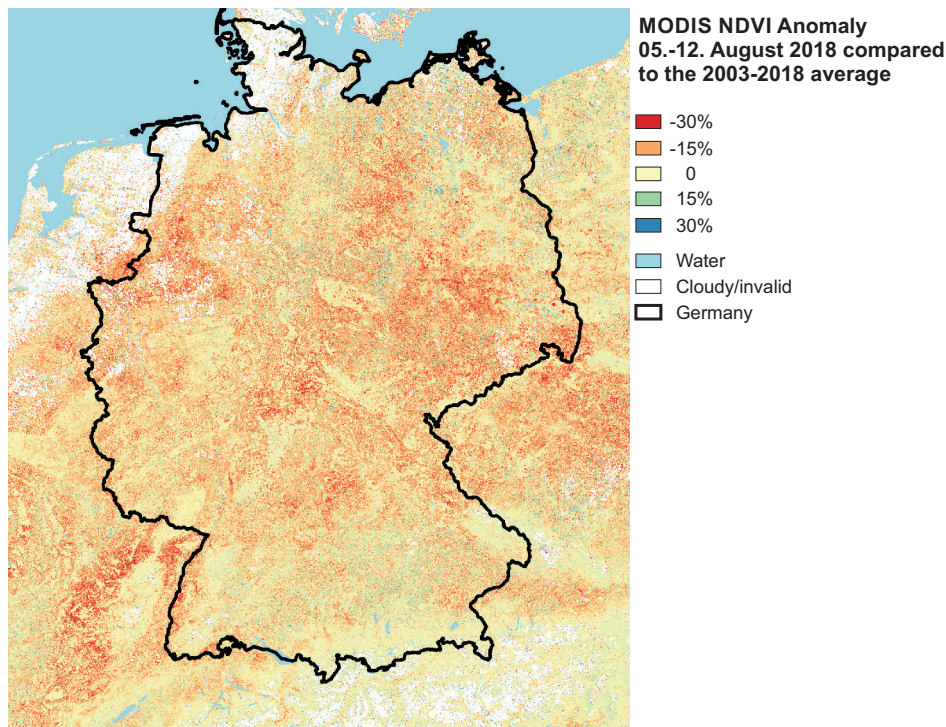 MODIS NDVI Anomaly
05.-12. August 2018 compared
to the 2003-2018 average
-30%
-15%
0
15%
30%
Water
Cloudy/invalid
Germany